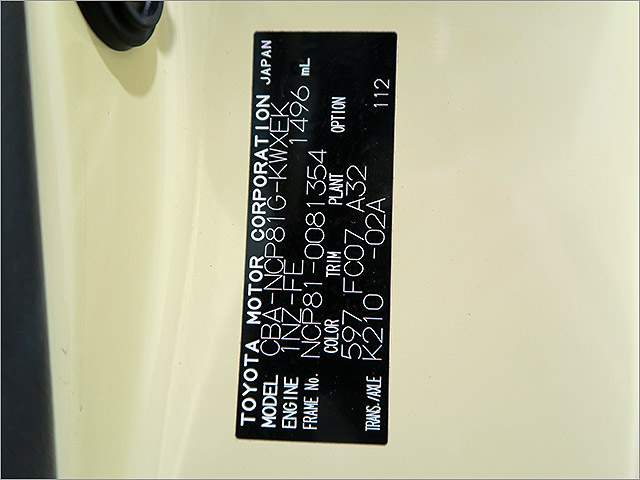 TOYOTA MOTOR CORPORATION JAPAN
MODEL CBA-NCP81G-KWXEK
ENGINE 1NZ-FE 1496 mL
FRAME No. NCP81-0081354
COLOR TRIM PLANT OPTION
597 FC07 A32
TRANS./AXLE K210 -02A 112